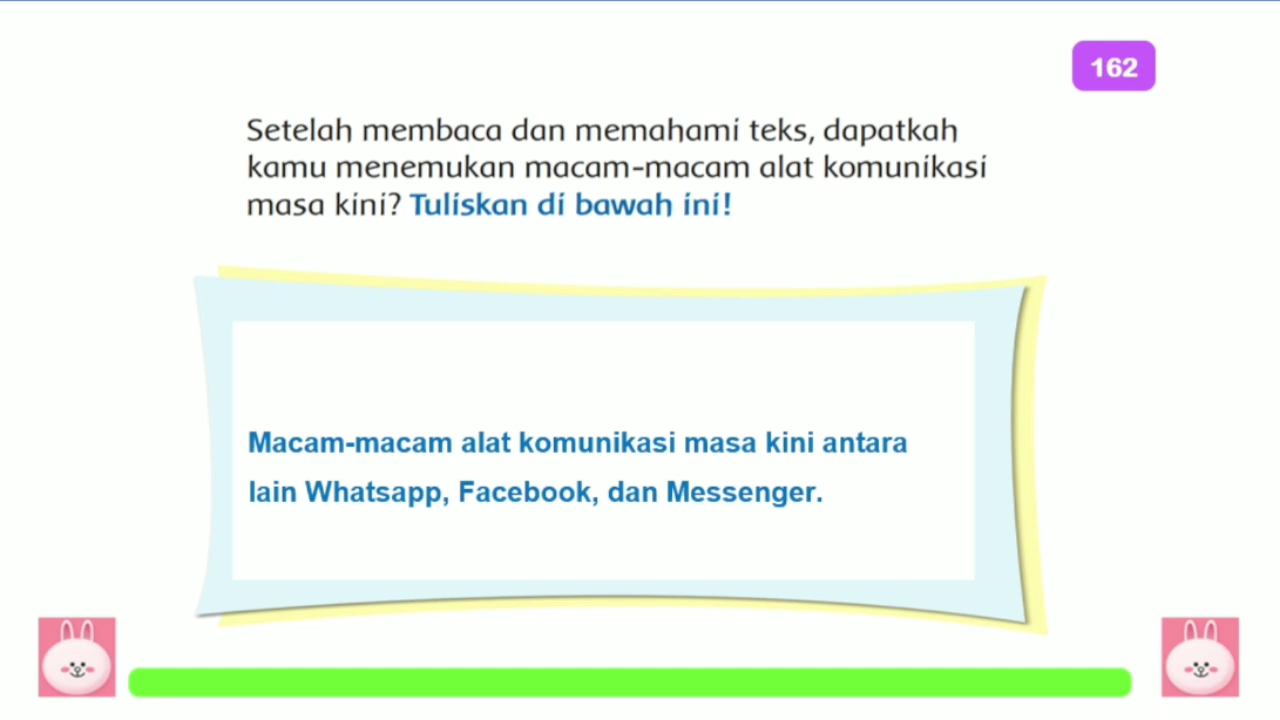 162
Setelah membaca dan memahami teks, dapatkah
kamu menemukan macam-macam alat komunikasi
masa kini? Tuliskan di bawah ini!
Macam-macam alat komunikasi masa kini antara
lain Whatsapp, Facebook, dan Messenger.